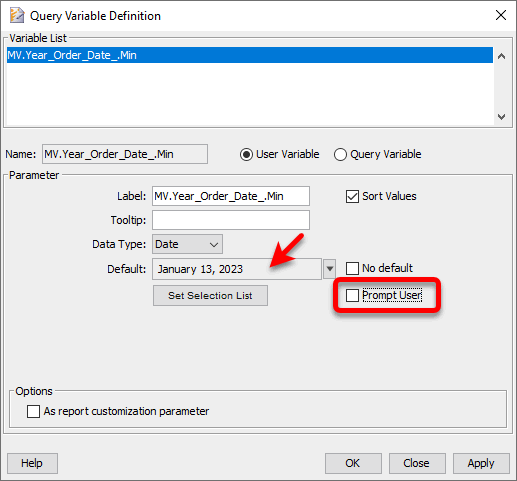 Query Variable Definition
Variable List
MV.Year_Order_Date_.Min
Name: MV.Year_Order_Date_.Min User Variable Query Variable
Parameter
Label: MV.Year_Order_Date_.Min Sort Values
Tooltip:
Data Type: Date
Default: January 13, 2023 No default
Set Selection List Prompt User
Options
As report customization parameter
Help OK Close Apply